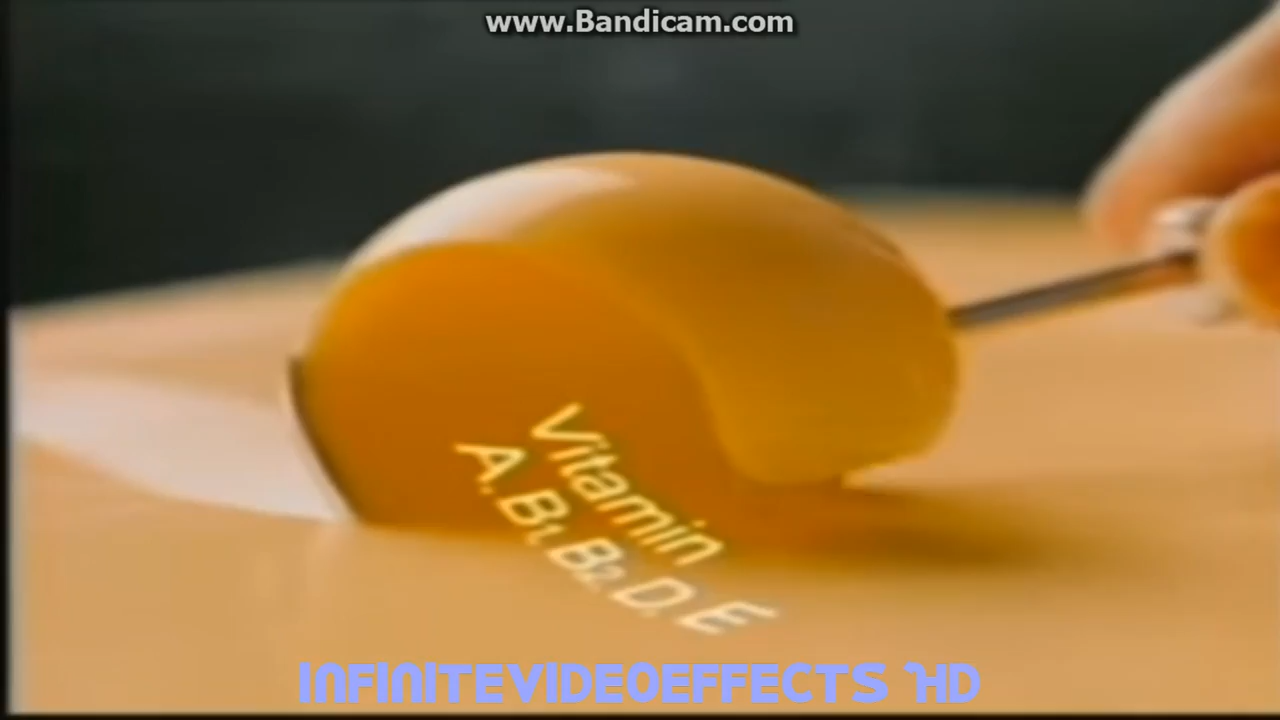 www.Bandicam.com
Vitamin
A, B1, B2, D, E
INFINITEVIDEOEFFECTS HD